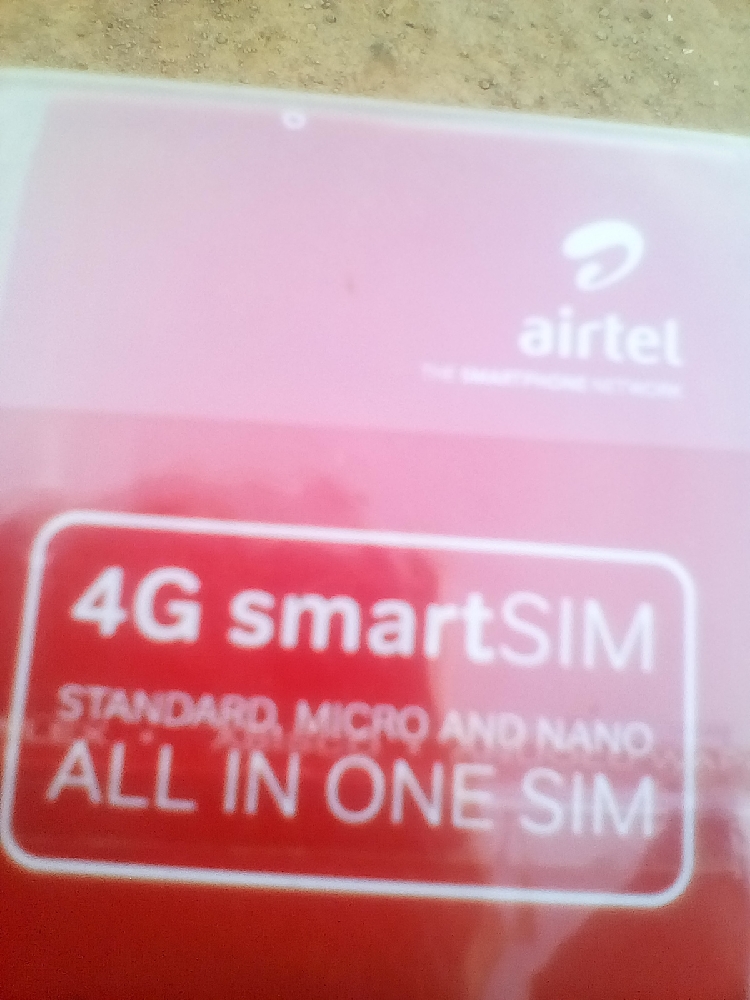 airtel
THE SMARTPHONE NETWORK
4G smartSIM
STANDARD, MICRO AND NANO
ALL IN ONE SIM